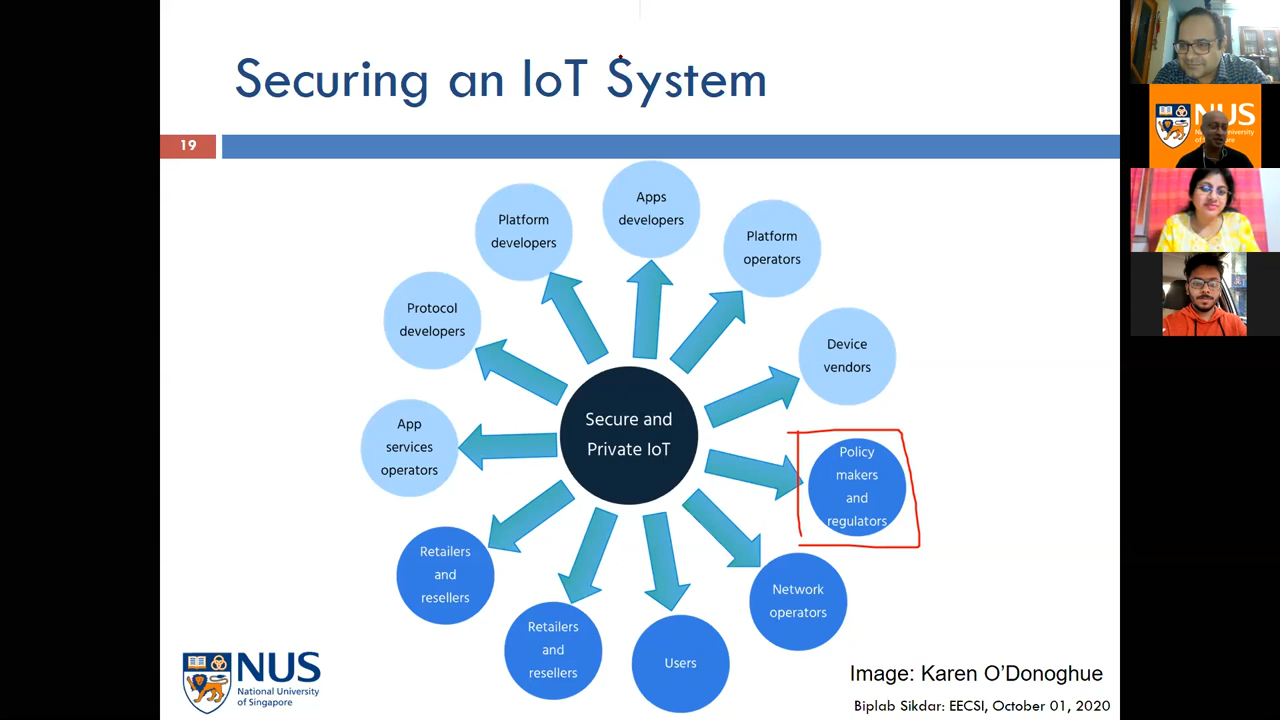 Securing an IoT System
19
Apps
developers
Platform
developers
Platform
operators
Protocol
developers
Device
vendors
App
services
operators
Secure and
Private IoT
Policy
makers
and
regulators
Retailers
and
resellers
Retailers
and
resellers
Users
Network
operators
NUS
National University
of Singapore
Image: Karen O'Donoghue
Biplab Sikdar: EECSI, October 01, 2020
NUS